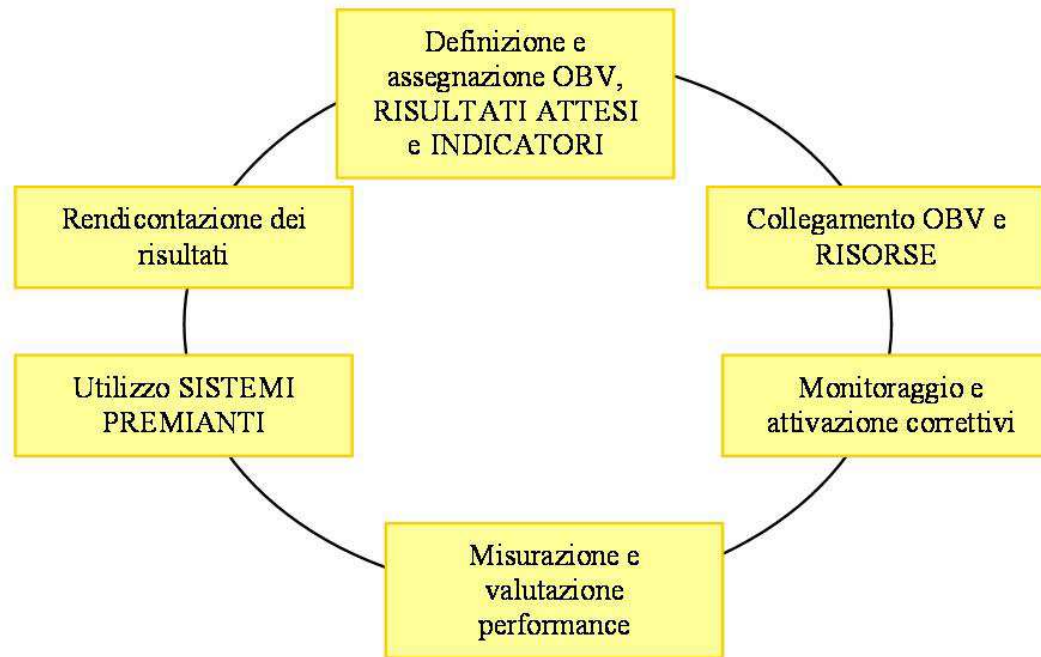 Definizione e
assegnazione OBV,
RISULTATI ATTESI
e INDICATORI
Collegamento OBV e
RISORSE
Monitoraggio e
attivazione correttivi
Misurazione e
valutazione
performance
Utilizzo SISTEMI
PREMIANTI
Rendicontazione dei
risultati